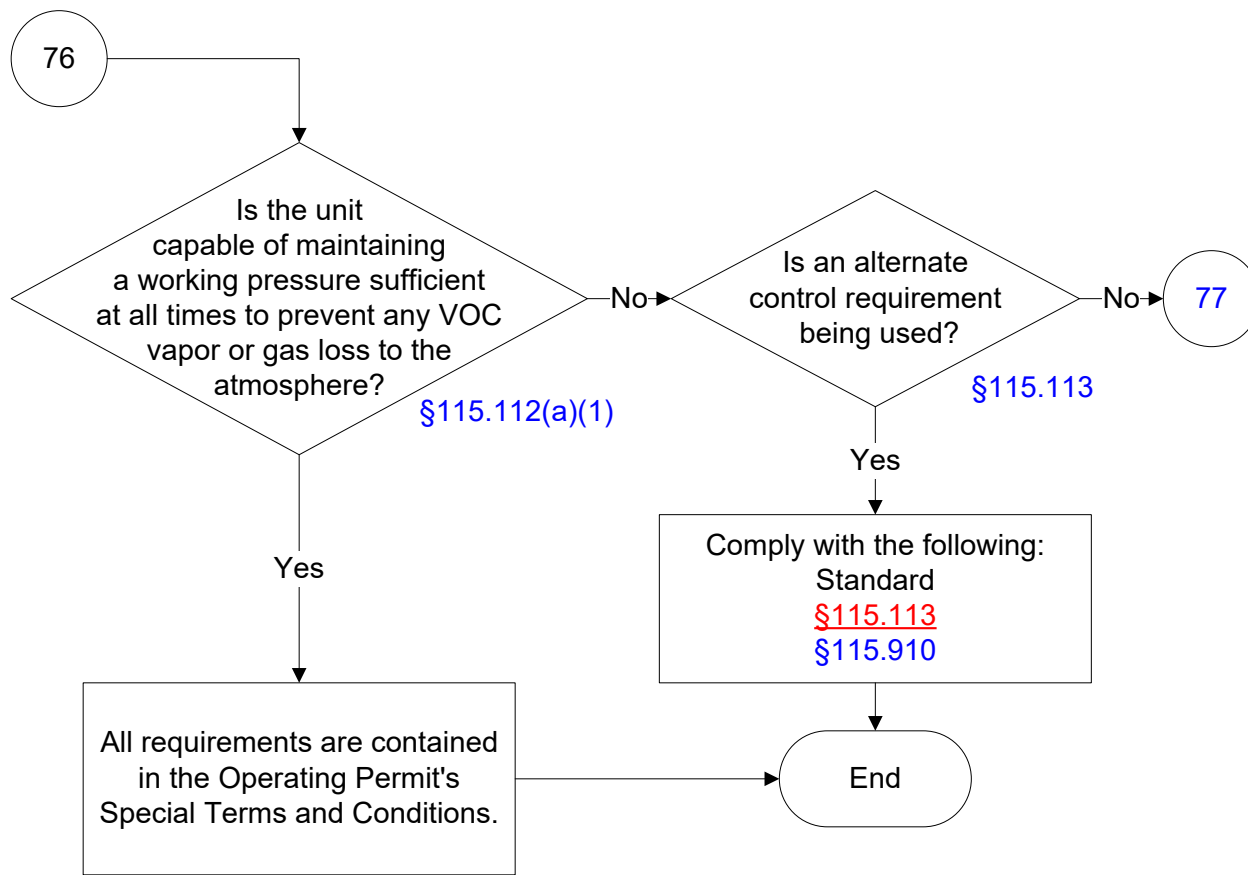 76
Is the unit
capable of maintaining
a working pressure sufficient
at all times to prevent any VOC
vapor or gas loss to the
atmosphere?
§115.112(a)(1)
No
Is an alternate
control requirement
being used?
§115.113
No
77
Yes
Yes
Comply with the following:
Standard
§115.113
§115.910
All requirements are contained
in the Operating Permit's
Special Terms and Conditions.
End